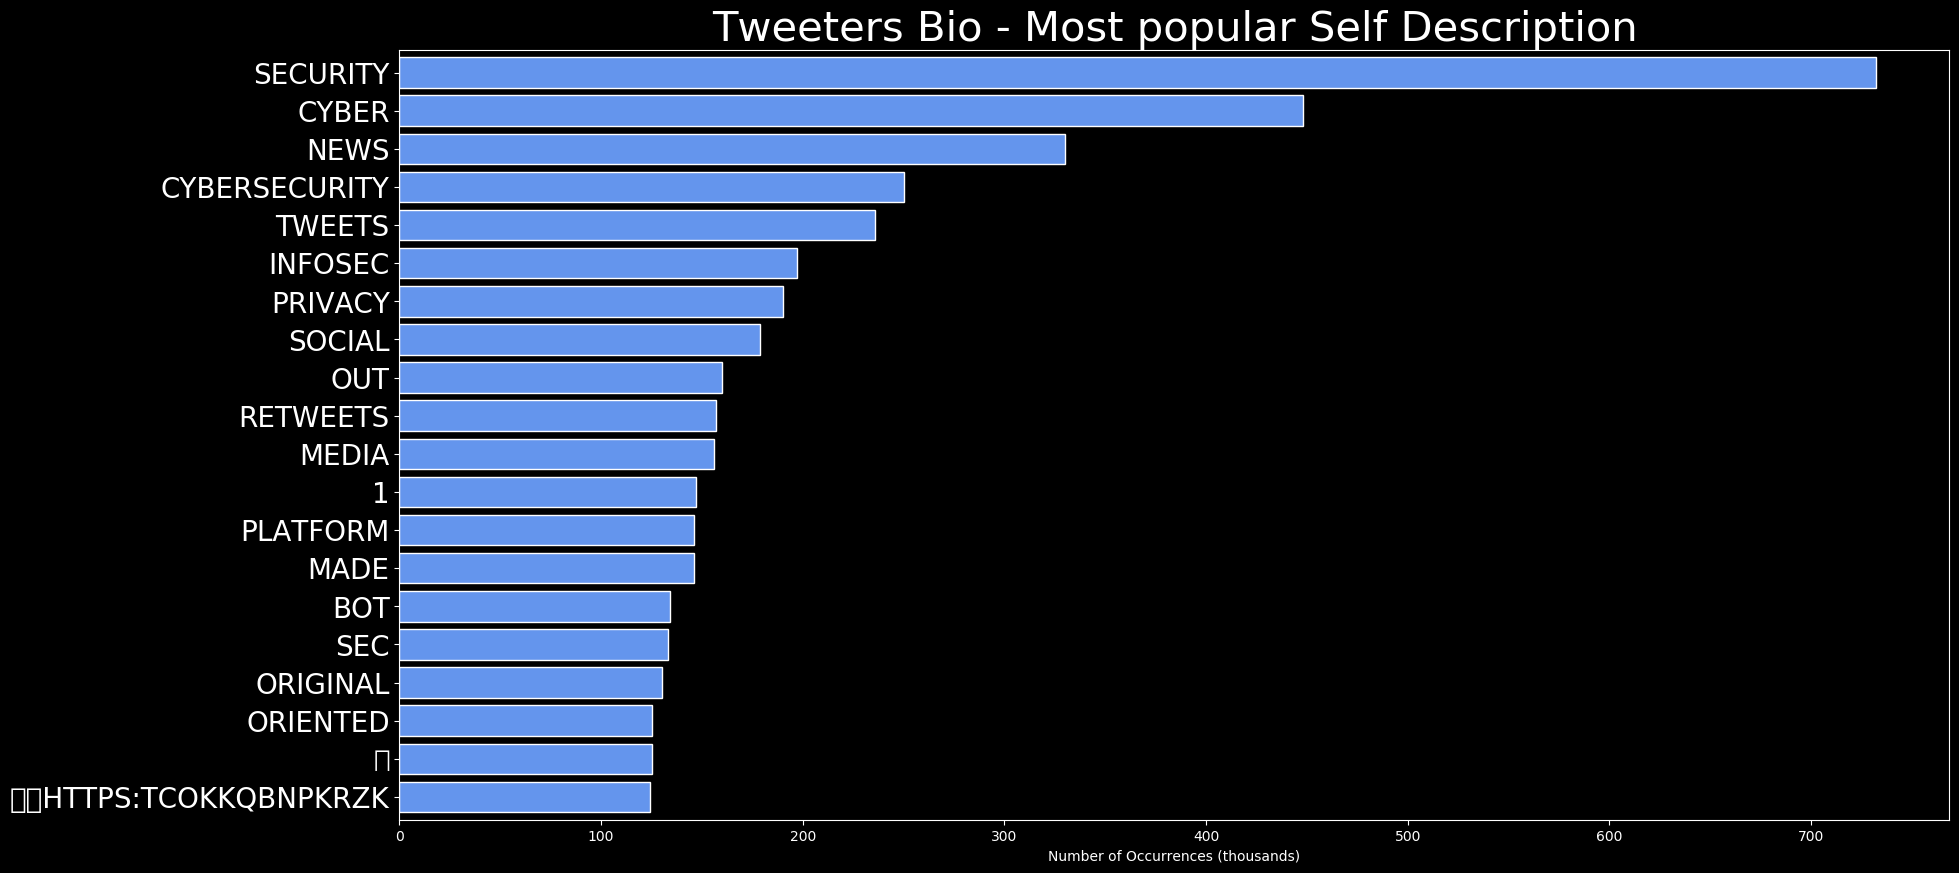 Tweeters Bio - Most popular Self Description
SECURITY
CYBER
NEWS
CYBERSECURITY
TWEETS
INFOSEC
PRIVACY
SOCIAL
OUT
RETWEETS
MEDIA
1
PLATFORM
MADE
BOT
SEC
ORIGINAL
ORIENTED
HTTPS:TCOKKQBNPKRZK
0 100 200 300 400 500 600 700
Number of Occurrences (thousands)